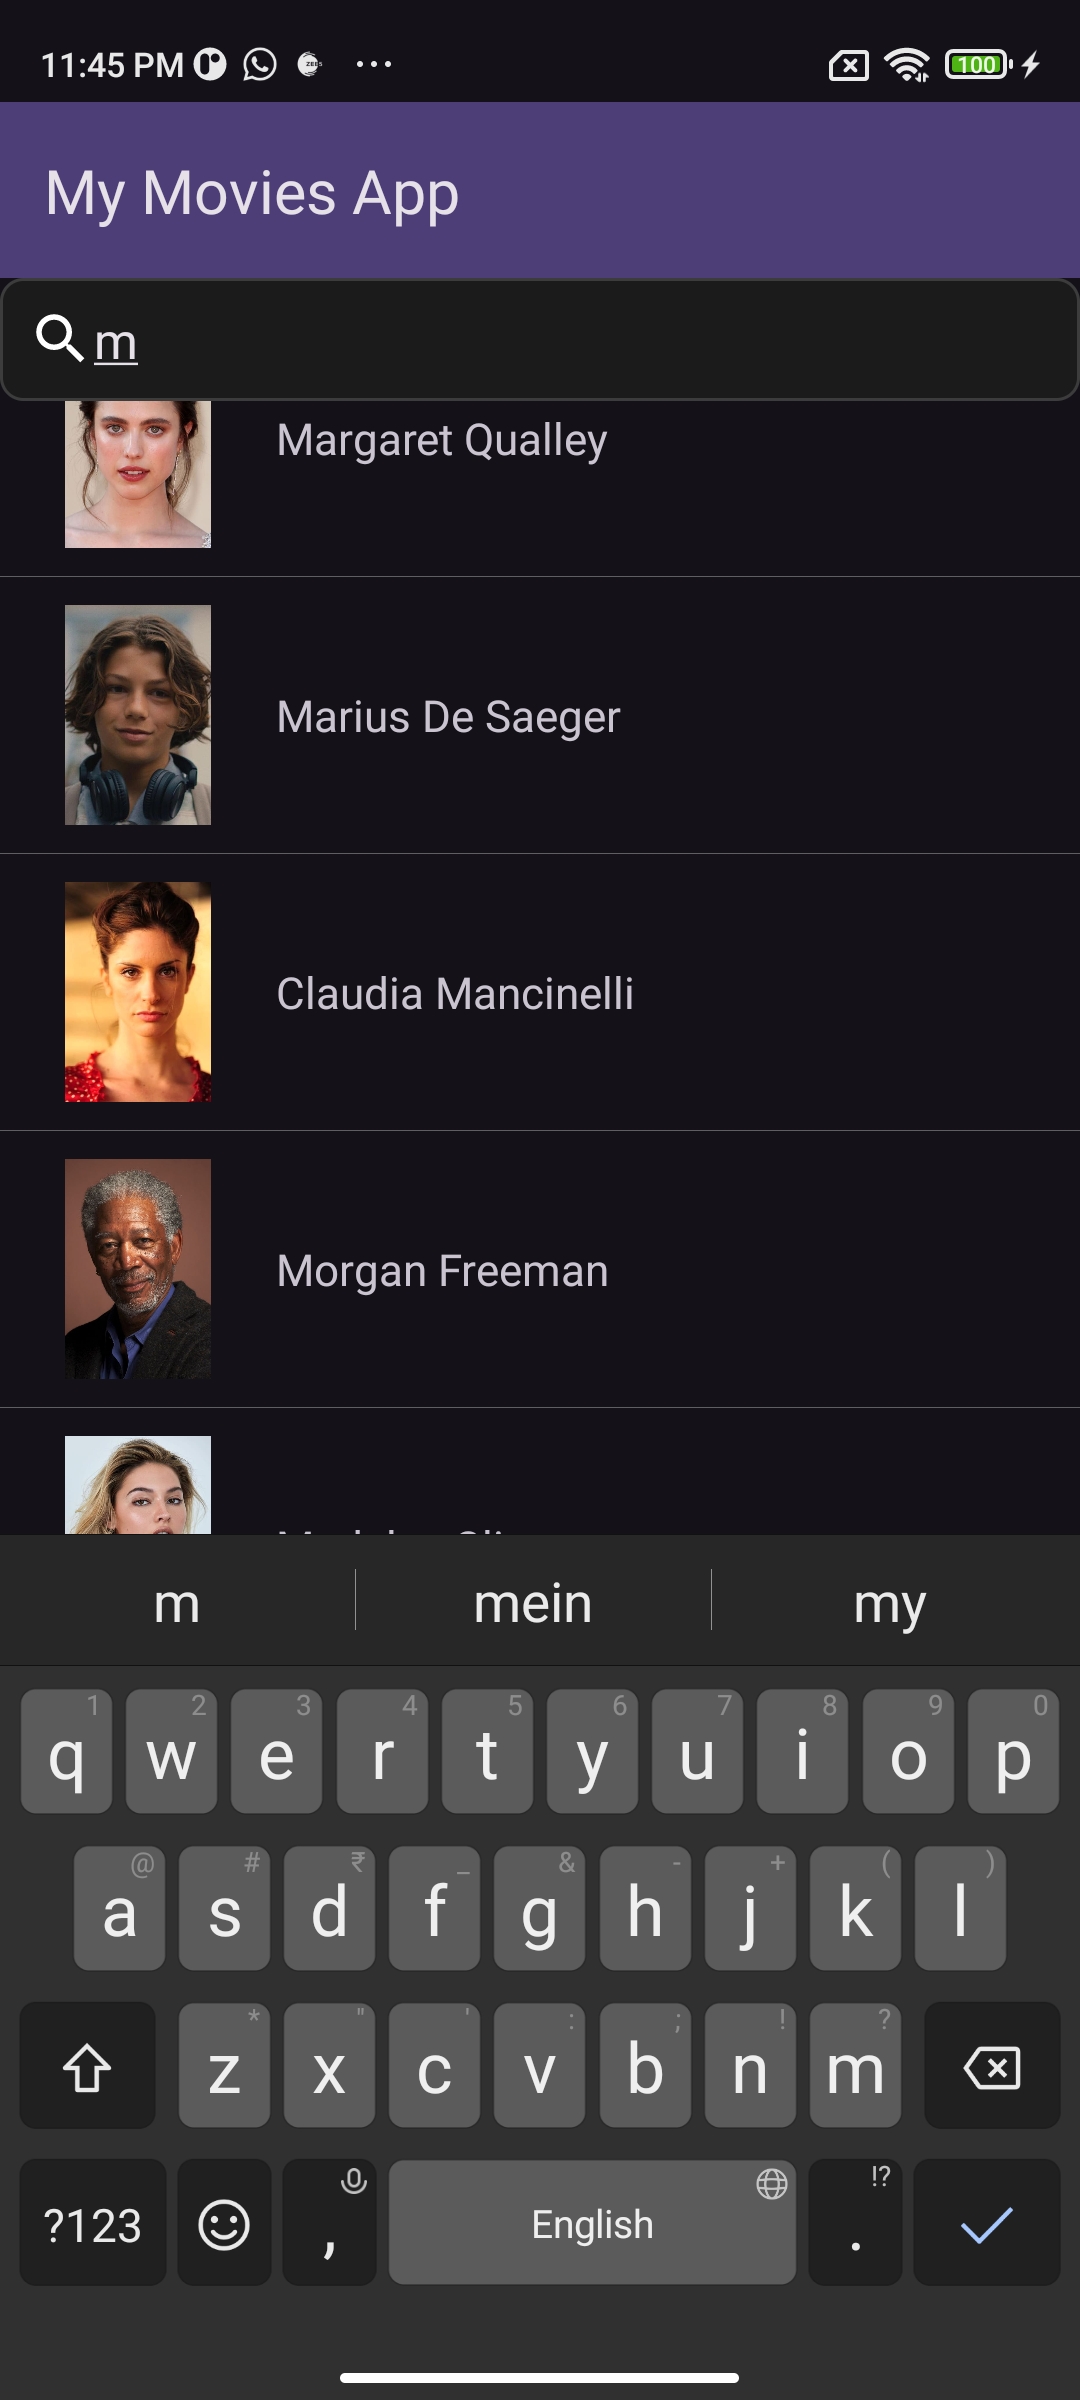 11:45 PM ZEE5 ... 100
My Movies App
m
Margaret Qualley
Marius De Saeger
Claudia Mancinelli
Morgan Freeman
m mein my
1 2 3 4 5 6 7 8 9 0
q w e r t y u i o p
@ # ₹ _ & - + ( )
a s d f g h j k l
* " ' : ; ! ?
z x c v b n m
!?
?123 , English .